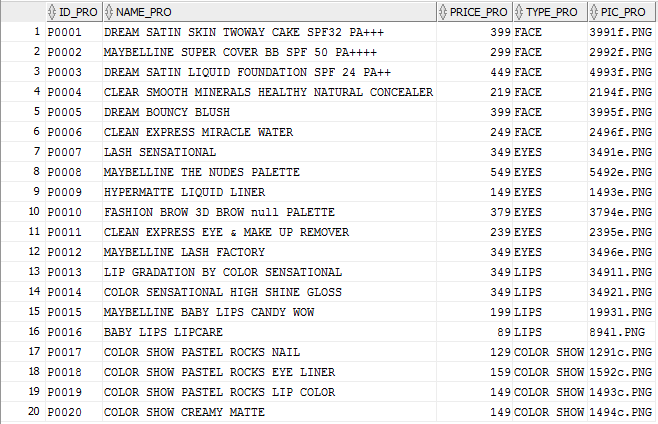 ID_PRO NAME_PRO PRICE_PRO TYPE_PRO PIC_PRO
1 P0001 DREAM SATIN SKIN TWOWAY CAKE SPF32 PA+++ 399 FACE 3991f.PNG
2 P0002 MAYBELLINE SUPER COVER BB SPF 50 PA++++ 299 FACE 2992f.PNG
3 P0003 DREAM SATIN LIQUID FOUNDATION SPF 24 PA++ 449 FACE 4993f.PNG
4 P0004 CLEAR SMOOTH MINERALS HEALTHY NATURAL CONCEALER 219 FACE 2194f.PNG
5 P0005 DREAM BOUNCY BLUSH 399 FACE 3995f.PNG
6 P0006 CLEAN EXPRESS MIRACLE WATER 249 FACE 2496f.PNG
7 P0007 LASH SENSATIONAL 349 EYES 3491e.PNG
8 P0008 MAYBELLINE THE NUDES PALETTE 549 EYES 5492e.PNG
9 P0009 HYPERMATTE LIQUID LINER 149 EYES 1493e.PNG
10 P0010 FASHION BROW 3D BROW null PALETTE 379 EYES 3794e.PNG
11 P0011 CLEAN EXPRESS EYE & MAKE UP REMOVER 239 EYES 2395e.PNG
12 P0012 MAYBELLINE LASH FACTORY 349 EYES 3496e.PNG
13 P0013 LIP GRADATION BY COLOR SENSATIONAL 349 LIPS 3491l.PNG
14 P0014 COLOR SENSATIONAL HIGH SHINE GLOSS 349 LIPS 3492l.PNG
15 P0015 MAYBELLINE BABY LIPS CANDY WOW 199 LIPS 1993l.PNG
16 P0016 BABY LIPS LIPCARE 89 LIPS 894l.PNG
17 P0017 COLOR SHOW PASTEL ROCKS NAIL 129 COLOR SHOW 1291c.PNG
18 P0018 COLOR SHOW PASTEL ROCKS EYE LINER 159 COLOR SHOW 1592c.PNG
19 P0019 COLOR SHOW PASTEL ROCKS LIP COLOR 149 COLOR SHOW 1493c.PNG
20 P0020 COLOR SHOW CREAMY MATTE 149 COLOR SHOW 1494c.PNG